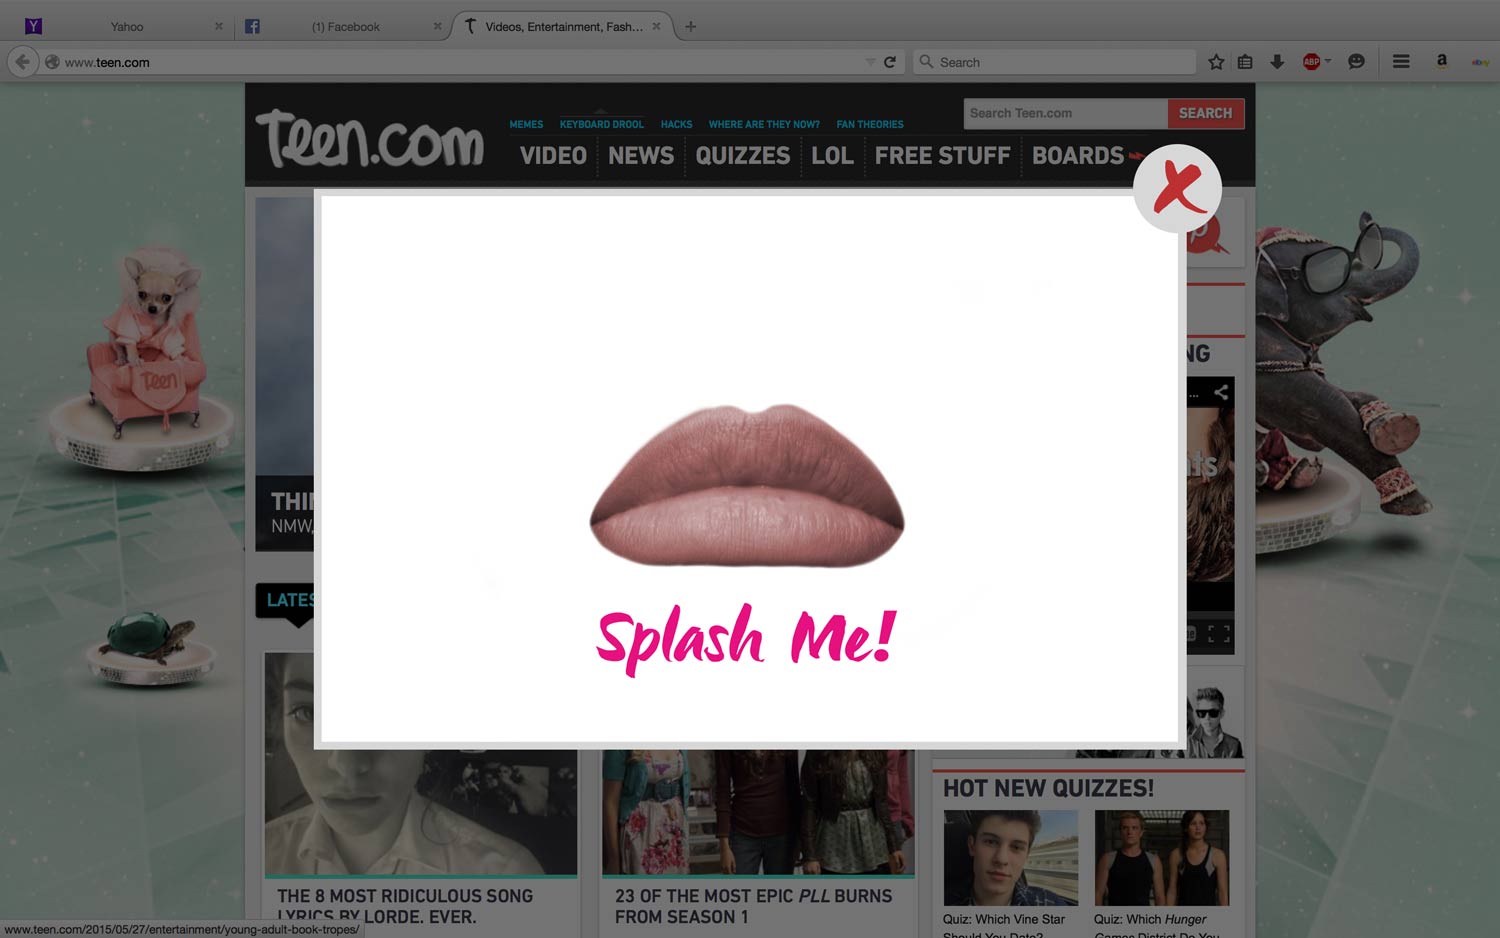 Yahoo
(1) Facebook
Videos, Entertainment, Fash...
www.teen.com
Search
ABP
Teen.com
MEMES KEYBOARD DROOL HACKS WHERE ARE THEY NOW? FAN THEORIES
Search Teen.com SEARCH
VIDEO NEWS QUIZZES LOL FREE STUFF BOARDS
Teen
THI
NMW,
NG
...
ts
LATES
Splash Me!
HOT NEW QUIZZES!
THE 8 MOST RIDICULOUS SONG
LYRICS BY LORDE. EVER.
23 OF THE MOST EPIC PLL BURNS
FROM SEASON 1
Quiz: Which Vine Star
Should You Date?
Quiz: Which Hunger
Games District Do You
www.teen.com/2015/05/27/entertainment/young-adult-book-tropes/